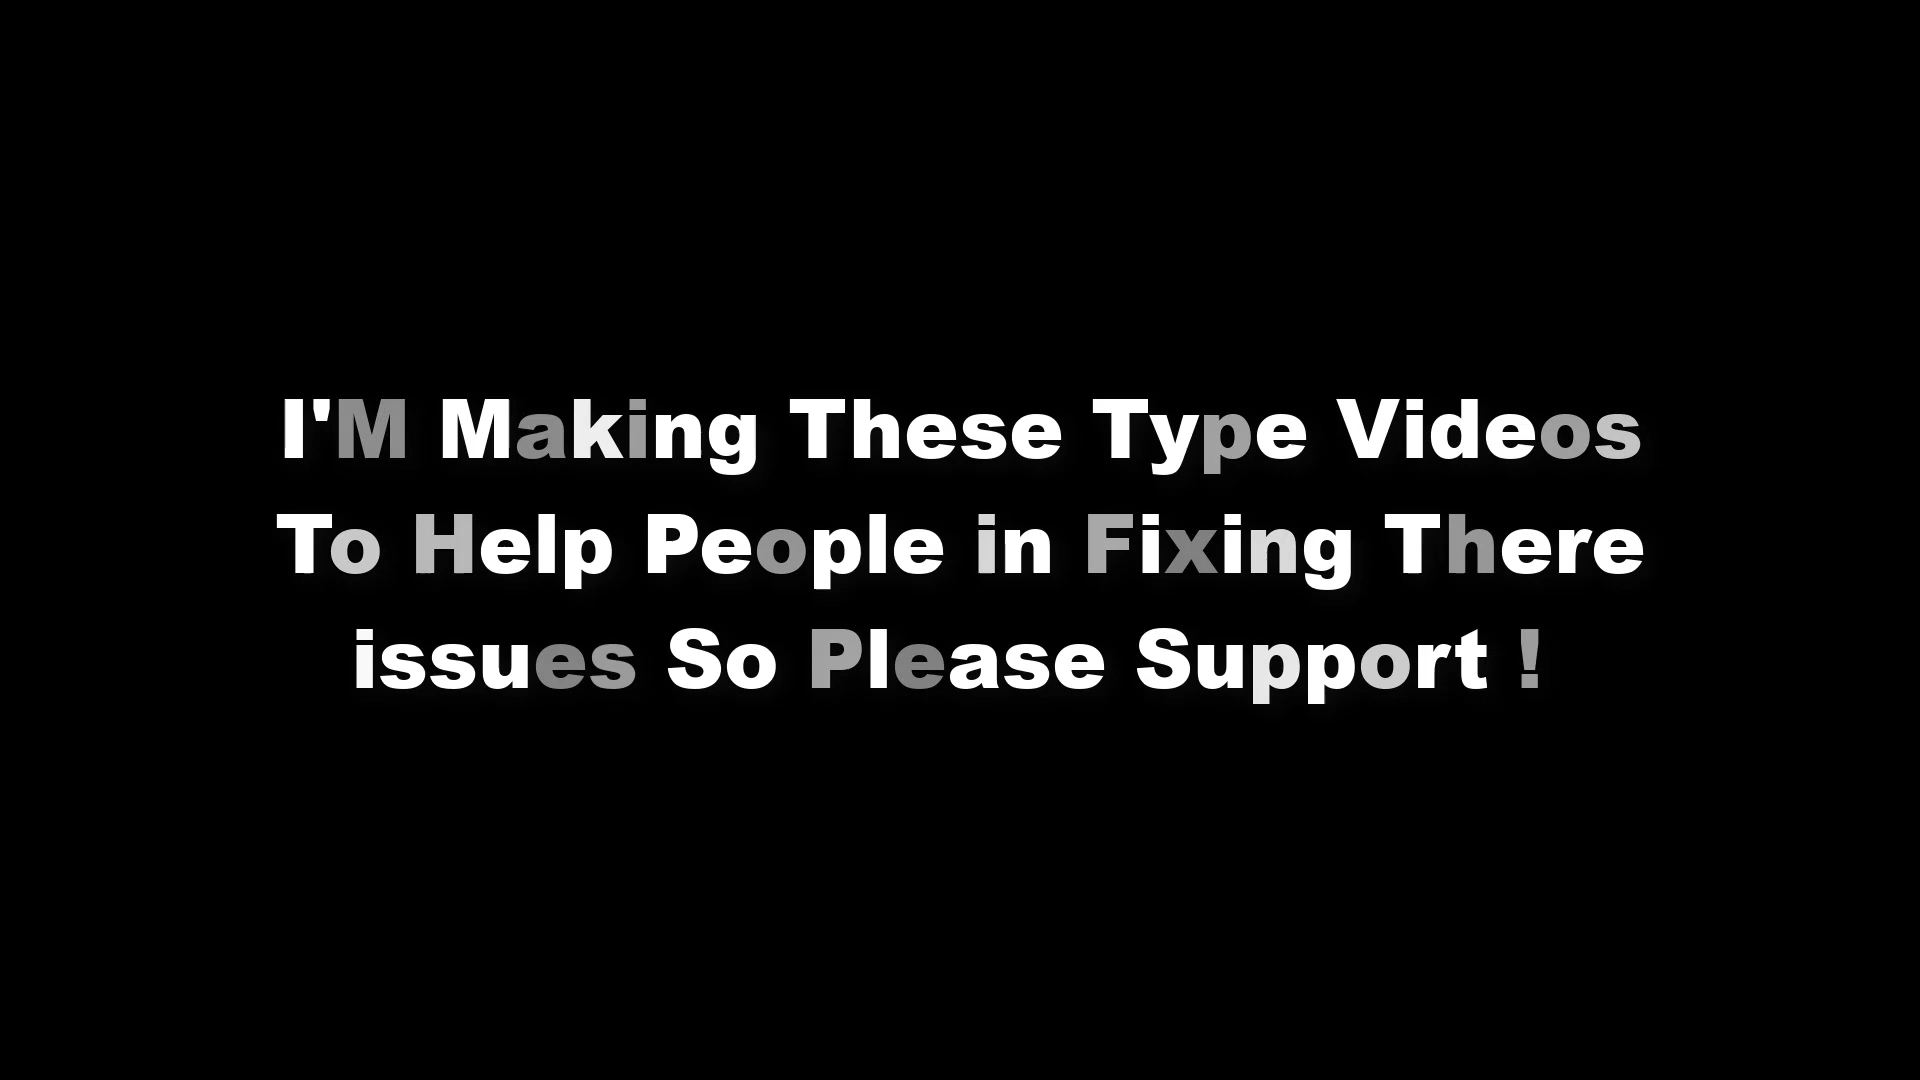 I'M Making These Type Videos
To Help People in Fixing There
issues So Please Support !